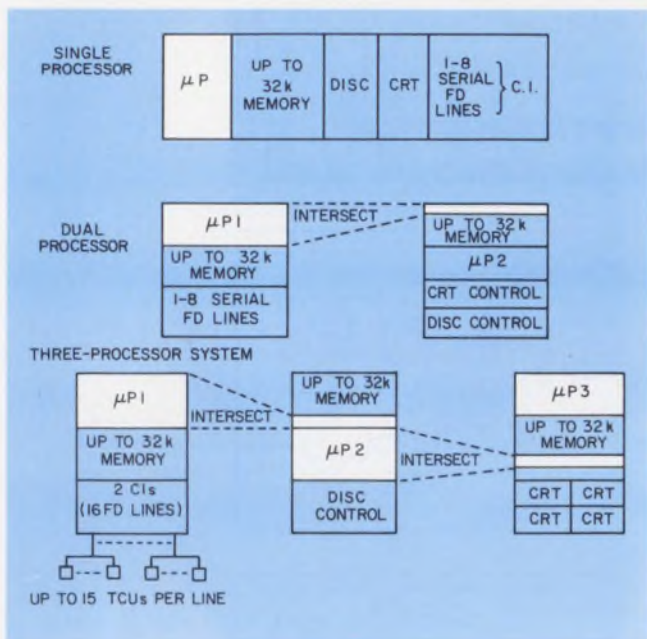 SINGLE
PROCESSOR
μP
UP TO
32k
MEMORY
DISC
CRT
1-8
SERIAL
FD
LINES
C.I.
DUAL
PROCESSOR
μP1
UP TO 32k
MEMORY
1-8 SERIAL
FD LINES
INTERSECT
UP TO 32k
MEMORY
μP2
CRT CONTROL
DISC CONTROL
THREE-PROCESSOR SYSTEM
μP1
UP TO 32k
MEMORY
2 CIs
(16FD LINES)
UP TO 15 TCUs PER LINE
INTERSECT
UP TO 32k
MEMORY
μP2
DISC
CONTROL
INTERSECT
μP3
UP TO 32k
MEMORY
CRT CRT
CRT CRT